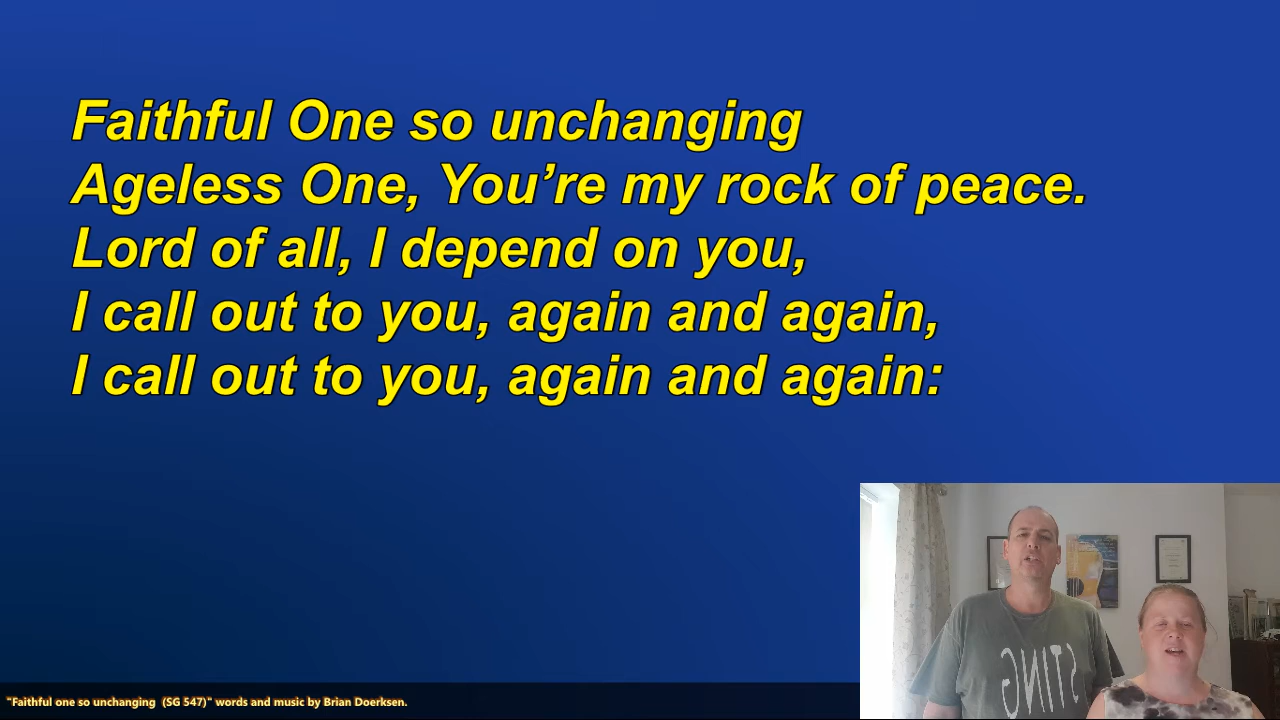 Faithful One so unchanging
Ageless One, You’re my rock of peace.
Lord of all, I depend on you,
I call out to you, again and again,
I call out to you, again and again:
STING
"Faithful one so unchanging  (SG 547)" words and music by Brian Doerksen.